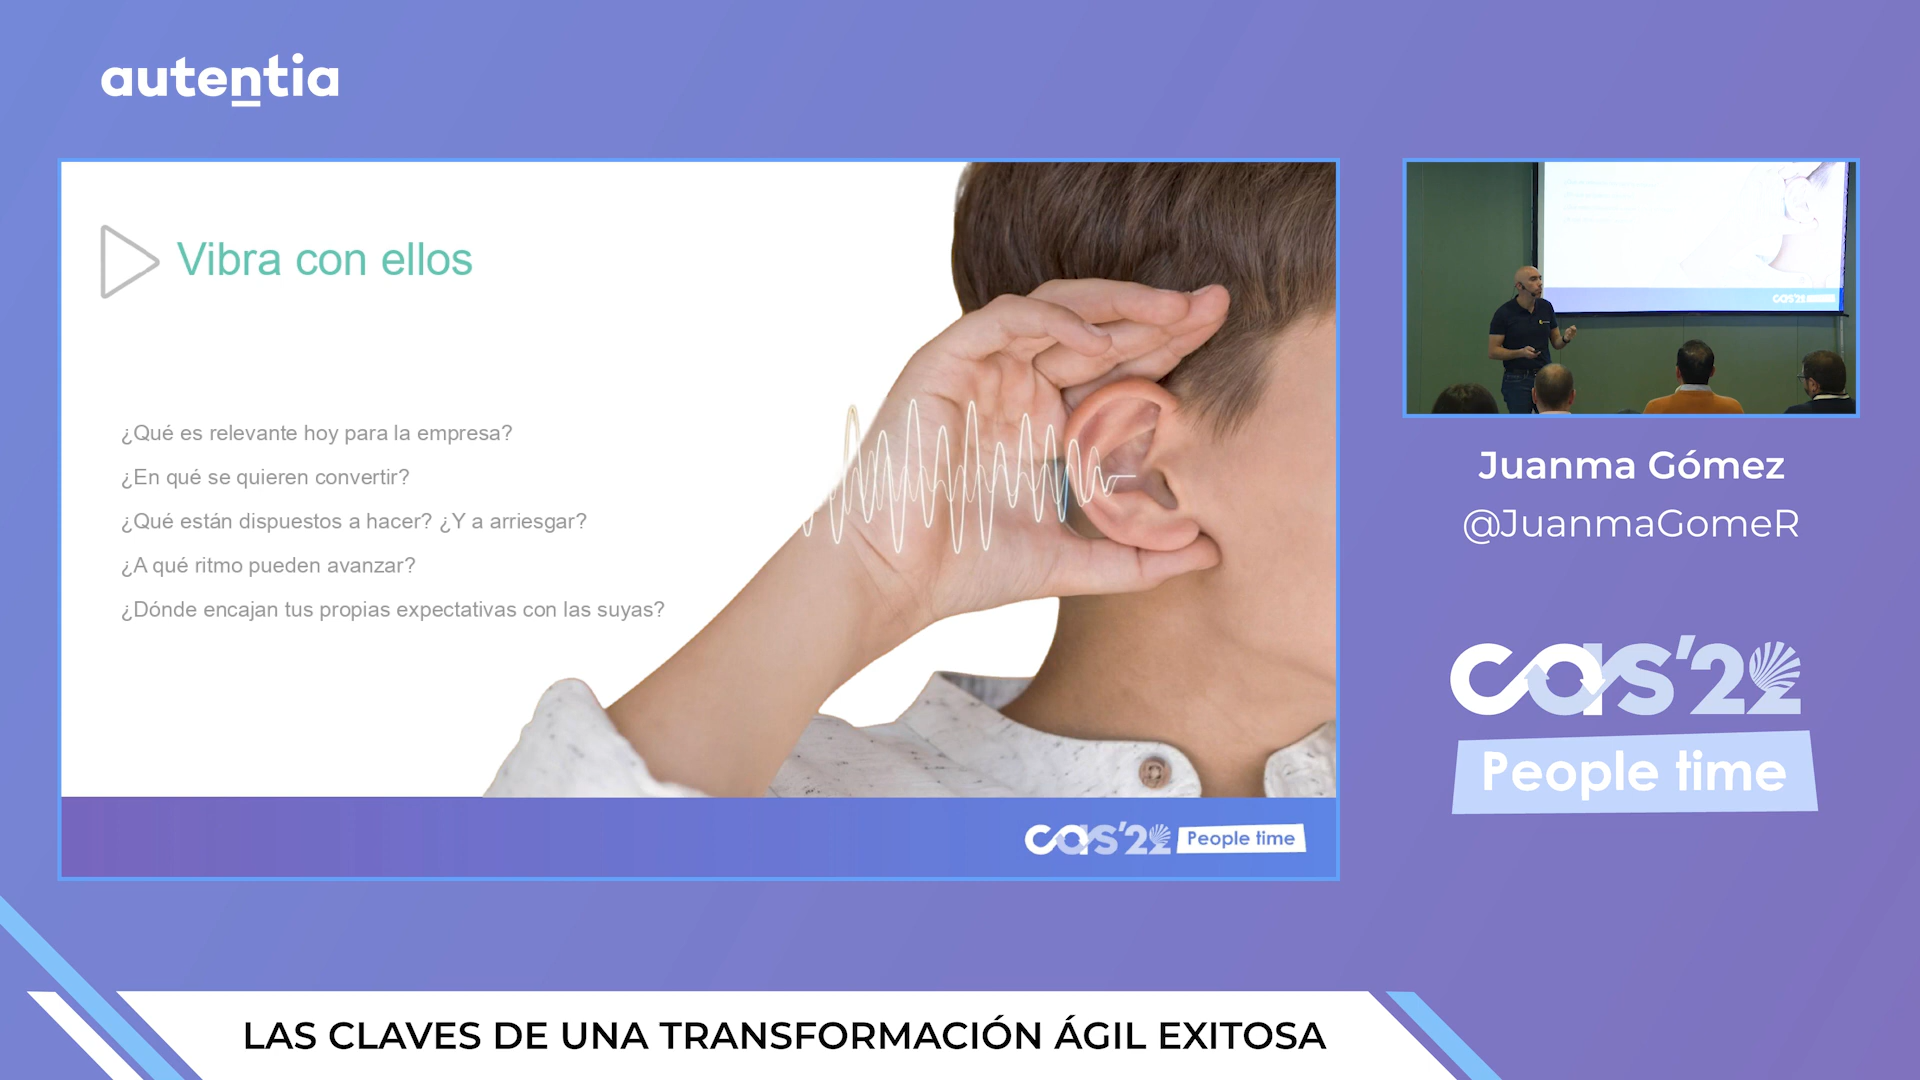 autentia
Vibra con ellos
¿Qué es relevante hoy para la empresa?
¿En qué se quieren convertir?
¿Qué están dispuestos a hacer? ¿Y a arriesgar?
¿A qué ritmo pueden avanzar?
¿Dónde encajan tus propias expectativas con las suyas?
cas'22 People time
cas'22
Juanma Gómez
@JuanmaGomeR
cas'22
People time
LAS CLAVES DE UNA TRANSFORMACIÓN ÁGIL EXITOSA